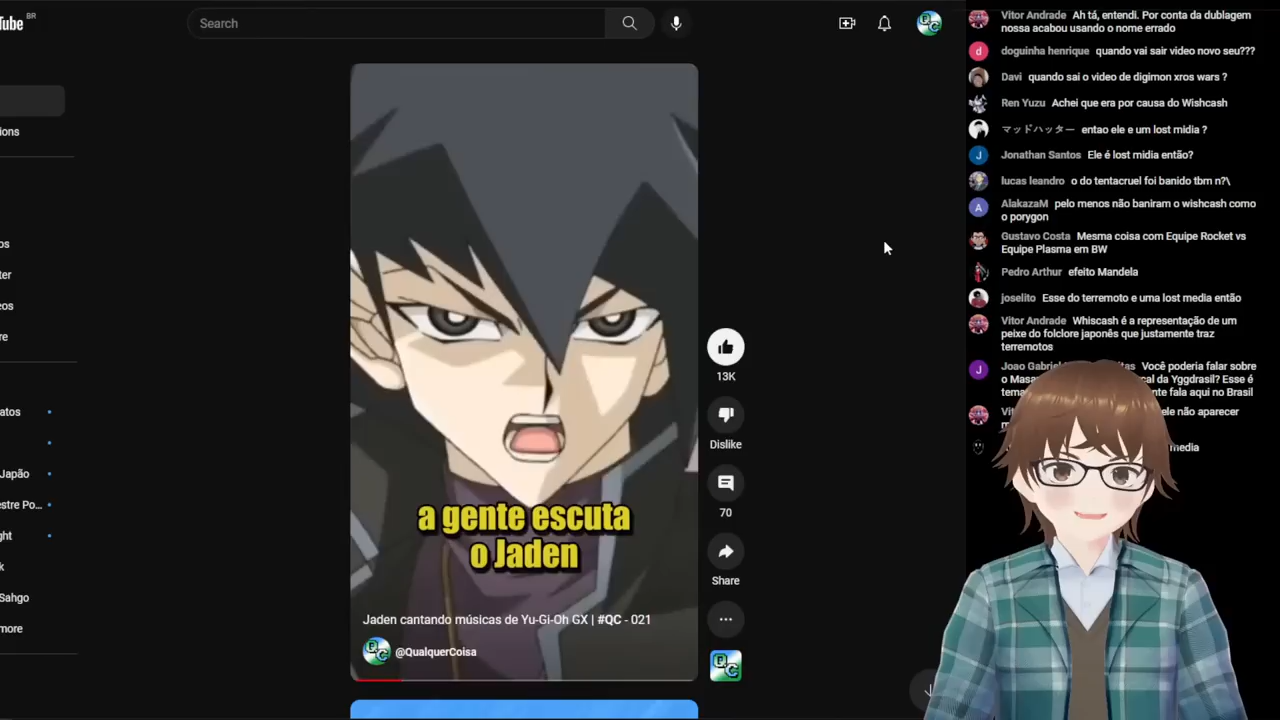 Tube BR
Search
ions
os
ter
eos
re
atos
Japão
estre Po...
ght
k
Sahgo
more
a gente escuta
o Jaden
Jaden cantando músicas de Yu-Gi-Oh GX | #QC - 021
QC @QualquerCoisa
13K
Dislike
70
Share
QC
Vitor Andrade Ah tá, entendi. Por conta da dublagem
nossa acabou usando o nome errado
d doguinha henrique quando vai sair video novo seu???
Davi quando sai o video de digimon xros wars ?
Ren Yuzu Achei que era por causa do Wishcash
マッドハッター entao ele e um lost midia ?
J Jonathan Santos Ele é lost midia então?
lucas leandro o do tentacruel foi banido tbm n?\
A AlakazaM pelo menos não baniram o wishcash como
o porygon
Gustavo Costa Mesma coisa com Equipe Rocket vs
Equipe Plasma em BW
Pedro Arthur efeito Mandela
joselito Esse do terremoto e uma lost media então
Vitor Andrade Whiscash é a representação de um
peixe do folclore japonês que justamente traz
terremotos
J Joao Gabriel Você poderia falar sobre
o Masa cal da Yggdrasil? Esse é
tema nte fala aqui no Brasil
Vit ele não aparecer
m
media